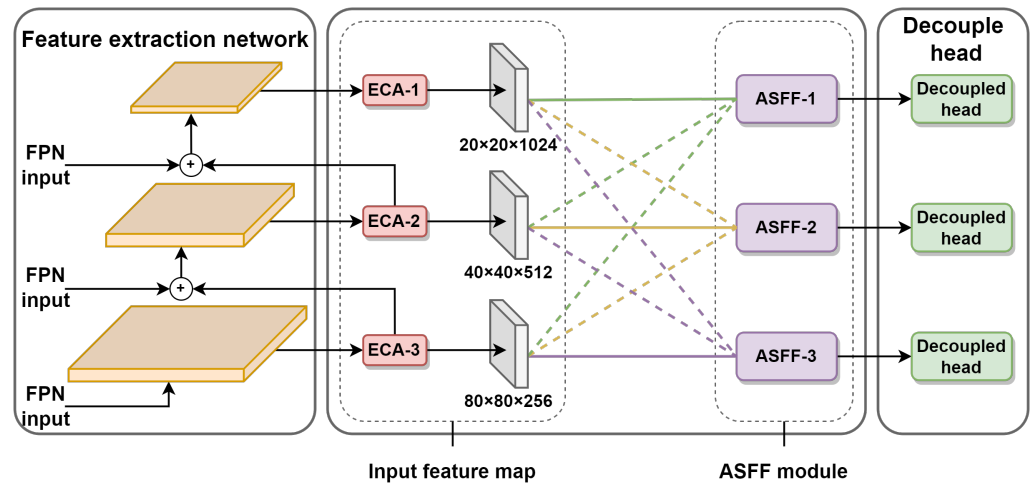 Feature extraction network
FPN
input
+
FPN
input
+
FPN
input
ECA-1
20×20×1024
ECA-2
40×40×512
ECA-3
80×80×256
Input feature map
ASFF-1
ASFF-2
ASFF-3
ASFF module
Decouple
head
Decoupled
head
Decoupled
head
Decoupled
head